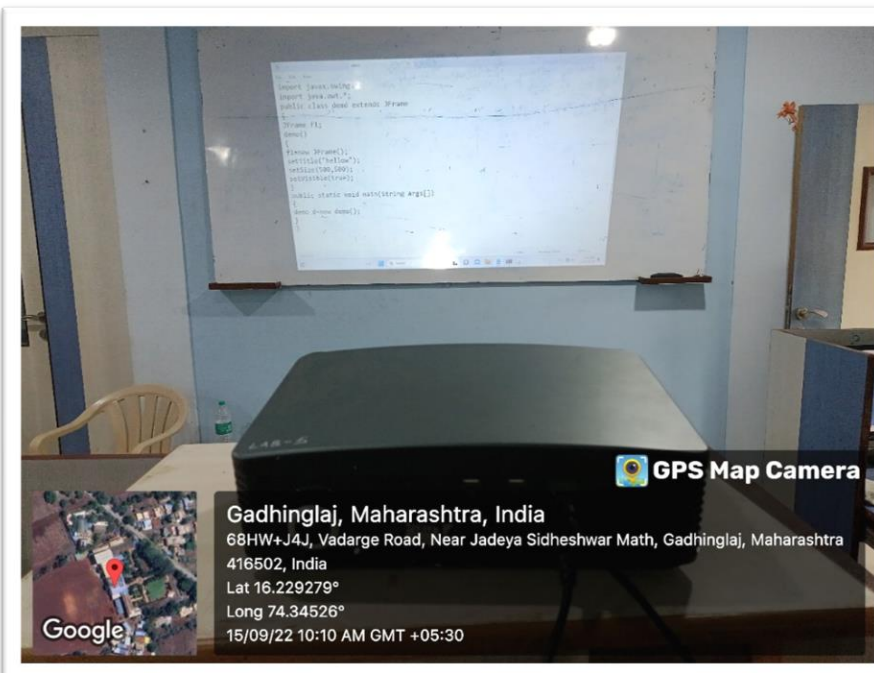 import javax.swing.*;
import java.awt.*;
public class demo extends JFrame
JFrame f1;
demo()
{
setTitle("hellow");
setSize(500,500);
setVisible(true);
}
public static void main(String Args[])
{
demo d=new demo();
}
LAB-5
GPS Map Camera
Gadhinglaj, Maharashtra, India
68HW+J4J, Vadarge Road, Near Jadeya Sidheshwar Math, Gadhinglaj, Maharashtra
416502, India
Lat 16.229279°
Long 74.34526°
15/09/22 10:10 AM GMT +05:30
Google